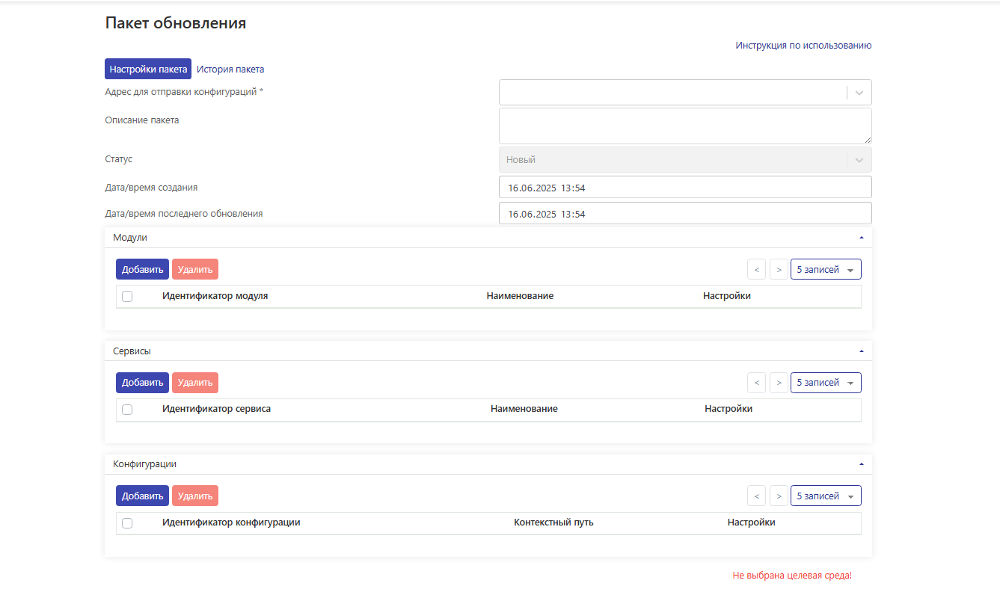 Пакет обновления
Инструкция по использованию
Настройки пакета История пакета
Адрес для отправки конфигураций *
Описание пакета
Статус Новый
Дата/время создания 16.06.2025 13:54
Дата/время последнего обновления 16.06.2025 13:54
Модули
Добавить Удалить < > 5 записей
Идентификатор модуля Наименование Настройки
Сервисы
Добавить Удалить < > 5 записей
Идентификатор сервиса Наименование Настройки
Конфигурации
Добавить Удалить < > 5 записей
Идентификатор конфигурации Контекстный путь Настройки
Не выбрана целевая среда!